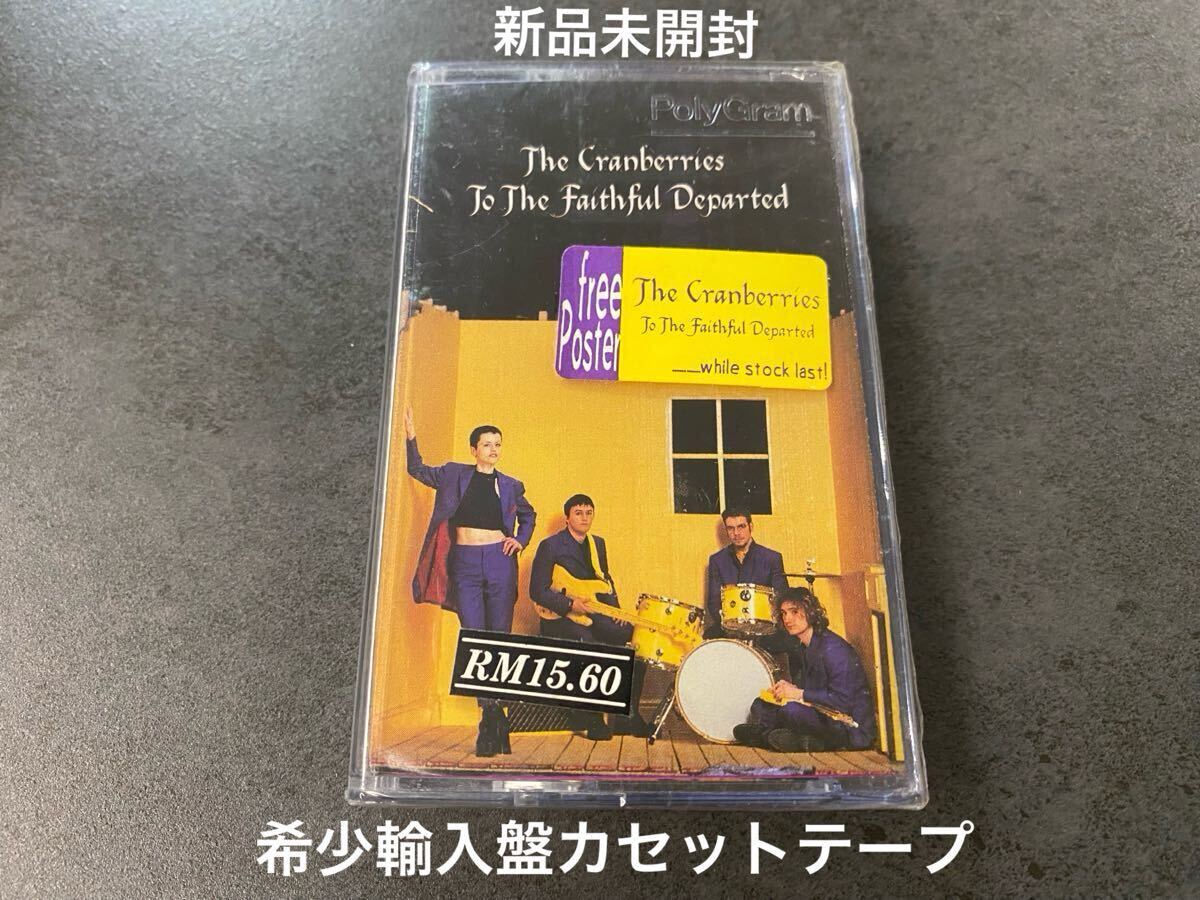 新品未開封
PolyGram
The Cranberries
To The Faithful Departed
free
Poster
The Cranberries
To The Faithful Departed
___while stock last!
RM15.60
希少輸入盤カセットテープ